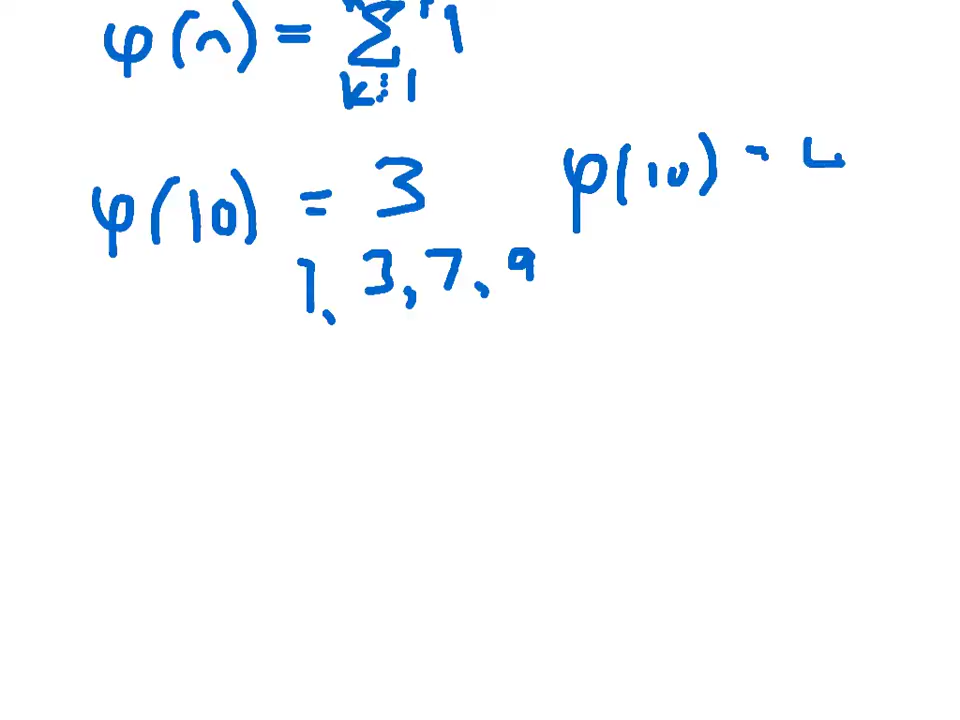 φ(n) = Σ 1
k=1
φ(10) = 3 φ(10) = 4
1, 3, 7, 9